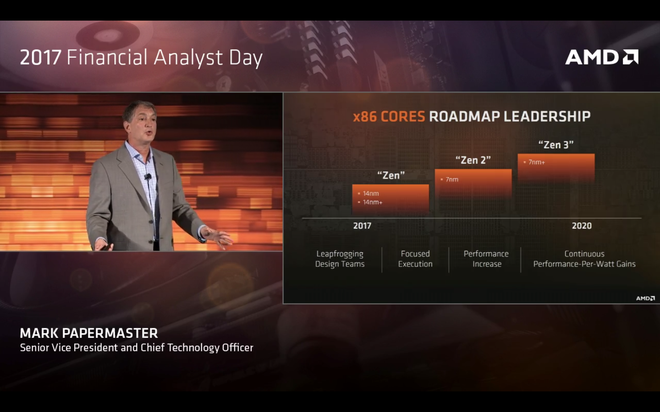 2017 Financial Analyst Day
AMD
x86 CORES ROADMAP LEADERSHIP
"Zen"
"Zen 2"
"Zen 3"
• 14nm
• 14nm+
• 7nm
• 7nm+
2017
2020
Leapfrogging
Design Teams
Focused
Execution
Performance
Increase
Continuous
Performance-Per-Watt Gains
AMD
MARK PAPERMASTER
Senior Vice President and Chief Technology Officer